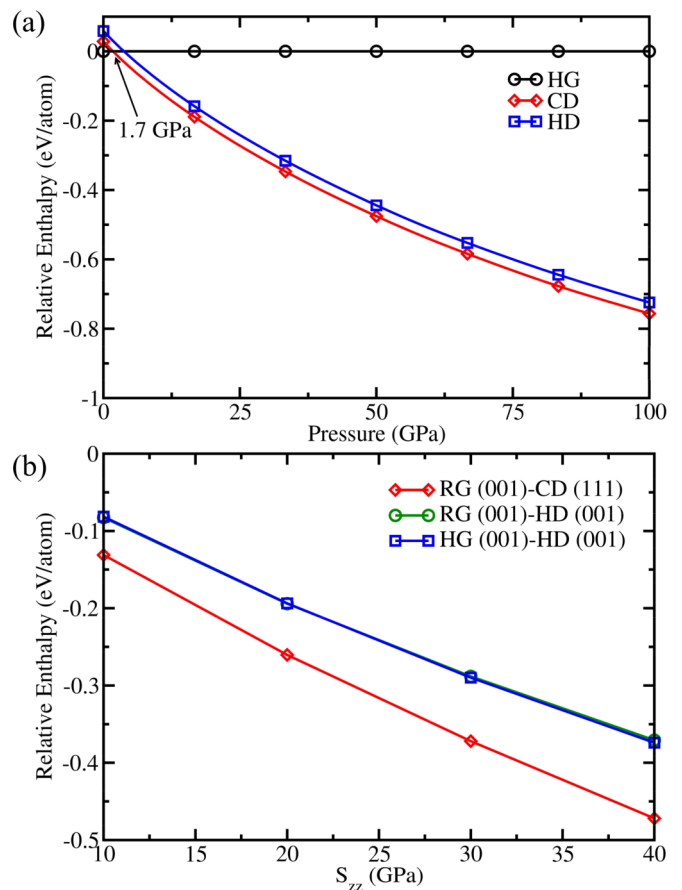 (a)
0
-0.2
-0.4
-0.6
-0.8
-1
Relative Enthalpy (eV/atom)
1.7 GPa
HG
CD
HD
0 25 50 75 100
Pressure (GPa)
(b)
0
-0.1
-0.2
-0.3
-0.4
-0.5
Relative Enthalpy (eV/atom)
RG (001)-CD (111)
RG (001)-HD (001)
HG (001)-HD (001)
10 15 20 25 30 35 40
Szz (GPa)